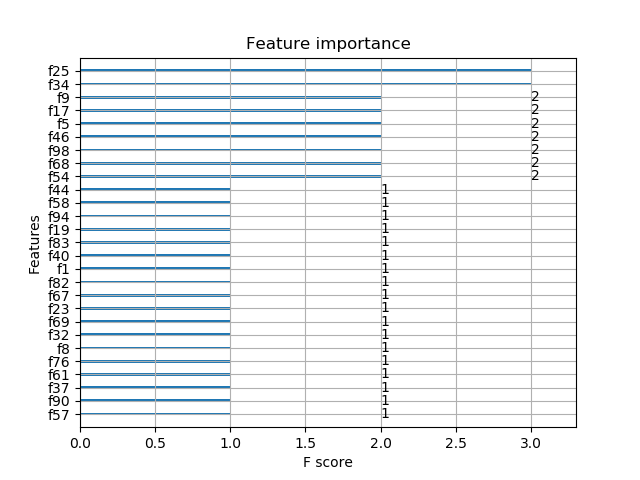 Feature importance
f25
f34
f9 2
f17 2
f5 2
f46 2
f98 2
f68 2
f54 2
f44 1
f58 1
f94 1
f19 1
f83 1
f40 1
f1 1
f82 1
f67 1
f23 1
f69 1
f32 1
f8 1
f76 1
f61 1
f37 1
f90 1
f57 1
Features
0.0 0.5 1.0 1.5 2.0 2.5 3.0
F score